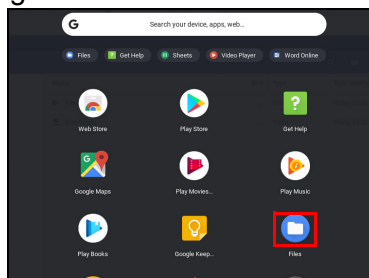 Search your device, apps, web..
Files Get Help Sheets Video Player Word Online
Web Store Play Store Get Help
Google Maps Play Movies... Play Music
Play Books Google Keep... Files